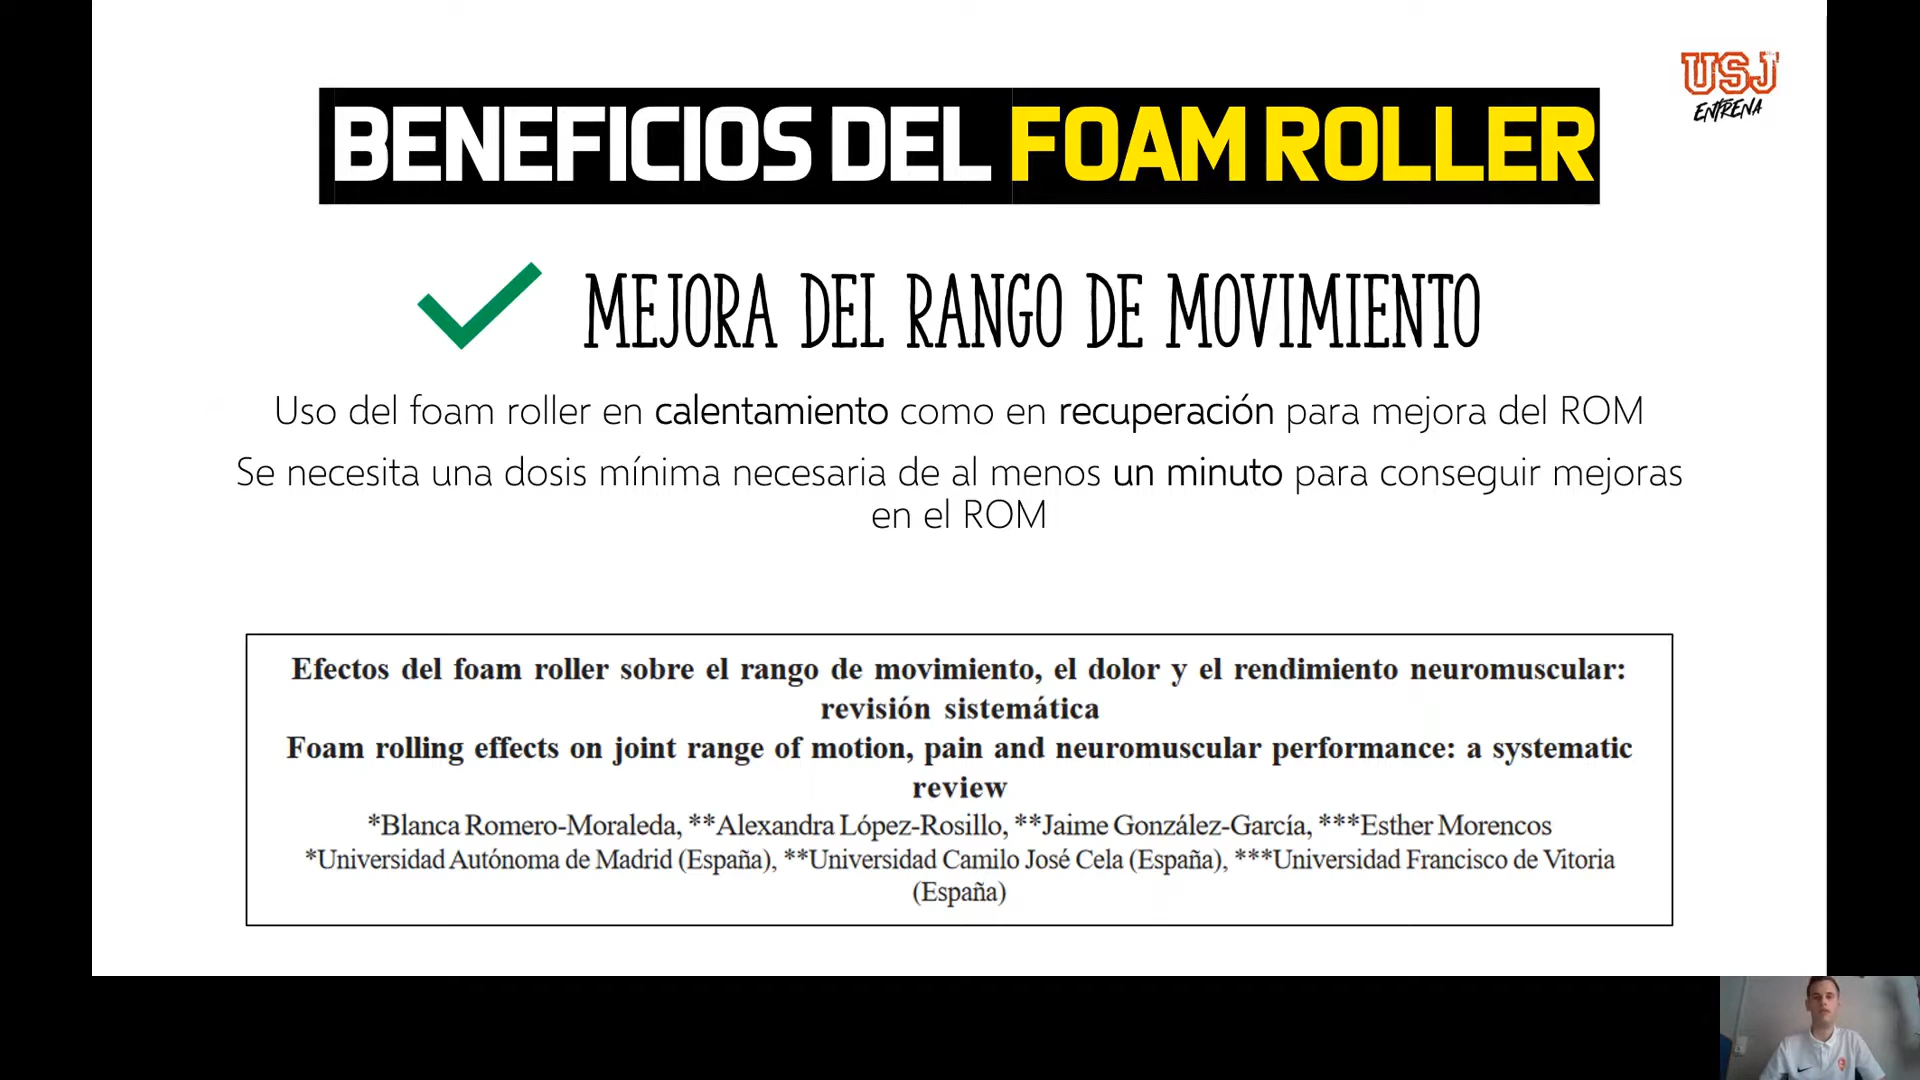 USJ
ENTRENA
BENEFICIOS DEL FOAM ROLLER
MEJORA DEL RANGO DE MOVIMIENTO
Uso del foam roller en calentamiento como en recuperación para mejora del ROM
Se necesita una dosis mínima necesaria de al menos un minuto para conseguir mejoras
en el ROM
Efectos del foam roller sobre el rango de movimiento, el dolor y el rendimiento neuromuscular:
revisión sistemática
Foam rolling effects on joint range of motion, pain and neuromuscular performance: a systematic
review
*Blanca Romero-Moraleda, **Alexandra López-Rosillo, **Jaime González-García, ***Esther Morencos
*Universidad Autónoma de Madrid (España), **Universidad Camilo José Cela (España), ***Universidad Francisco de Vitoria
(España)